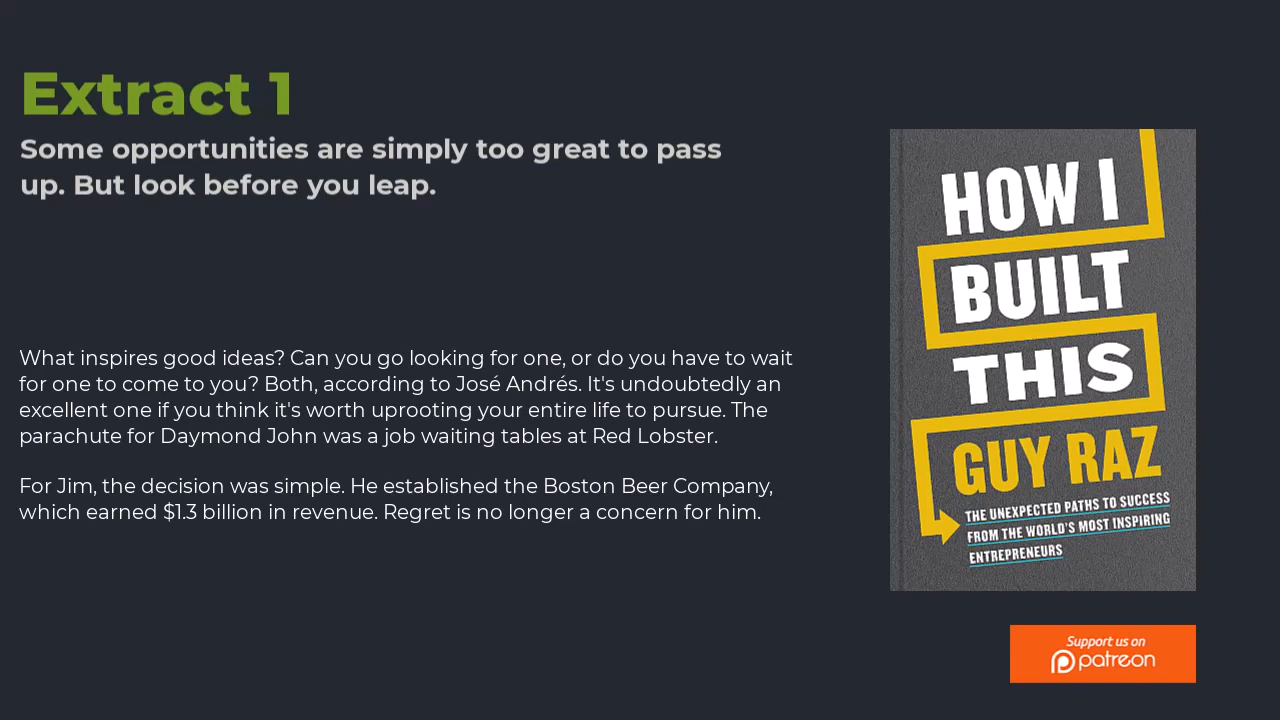 Extract 1
Some opportunities are simply too great to pass
up. But look before you leap.
What inspires good ideas? Can you go looking for one, or do you have to wait
for one to come to you? Both, according to José Andrés. It's undoubtedly an
excellent one if you think it's worth uprooting your entire life to pursue. The
parachute for Daymond John was a job waiting tables at Red Lobster.
For Jim, the decision was simple. He established the Boston Beer Company,
which earned $1.3 billion in revenue. Regret is no longer a concern for him.
HOW I
BUILT
THIS
GUY RAZ
THE UNEXPECTED PATHS TO SUCCESS
FROM THE WORLD'S MOST INSPIRING
ENTREPRENEURS
Support us on
patreon